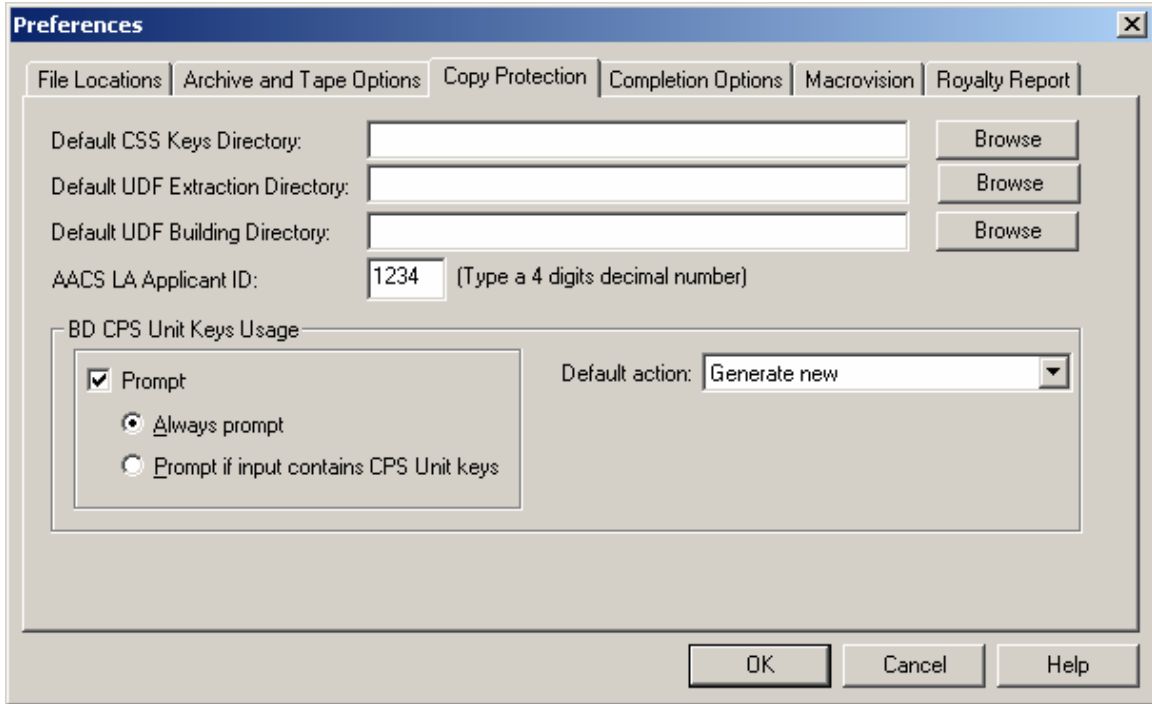 Preferences
File Locations Archive and Tape Options Copy Protection Completion Options Macrovision Royalty Report
Default CSS Keys Directory: Browse
Default UDF Extraction Directory: Browse
Default UDF Building Directory: Browse
AACS LA Applicant ID: 1234 (Type a 4 digits decimal number)
BD CPS Unit Keys Usage
Prompt Default action: Generate new
Always prompt
Prompt if input contains CPS Unit keys
OK Cancel Help